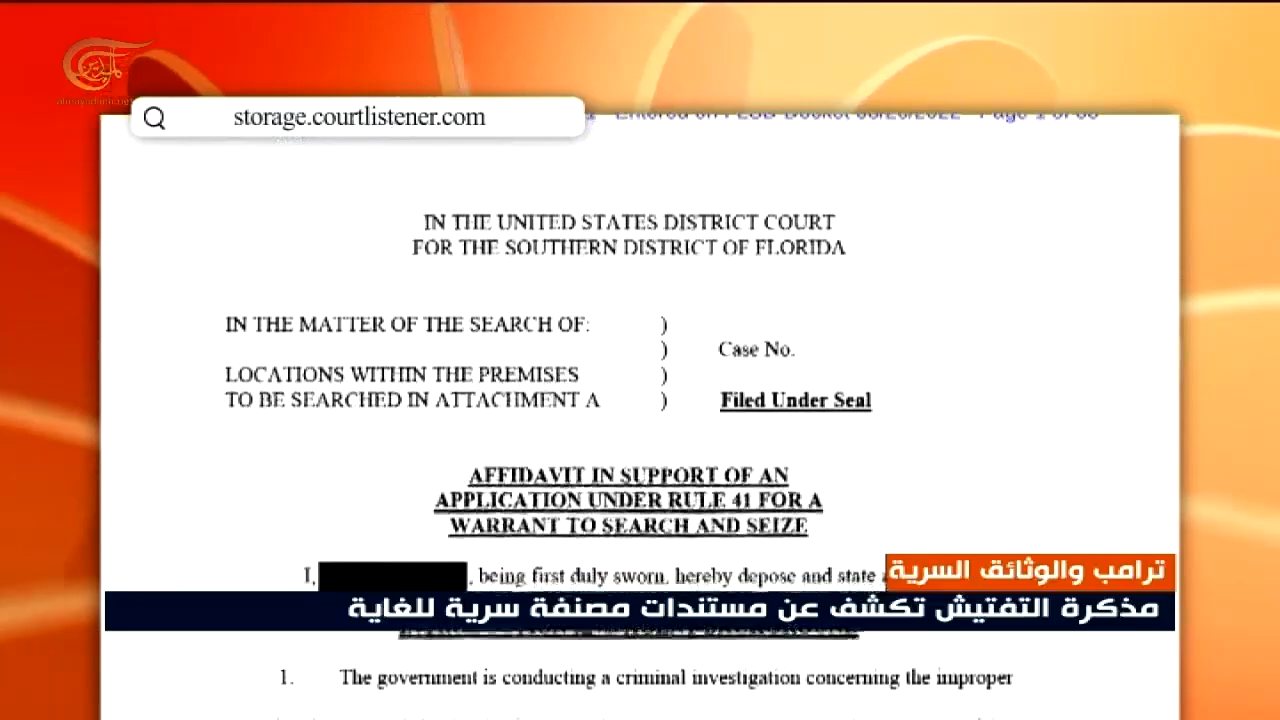 الميادين
storage.courtlistener.com
IN THE UNITED STATES DISTRICT COURT
FOR THE SOUTHERN DISTRICT OF FLORIDA
IN THE MATTER OF THE SEARCH OF: )
) Case No.
LOCATIONS WITHIN THE PREMISES )
TO BE SEARCHED IN ATTACHMENT A ) Filed Under Seal
AFFIDAVIT IN SUPPORT OF AN
APPLICATION UNDER RULE 41 FOR A
WARRANT TO SEARCH AND SEIZE
I, , being first duly sworn, hereby depose and state
ترامب والوثائق السرية
مذكرة التفتيش تكشف عن مستندات مصنفة سرية للغاية
1. The government is conducting a criminal investigation concerning the improper